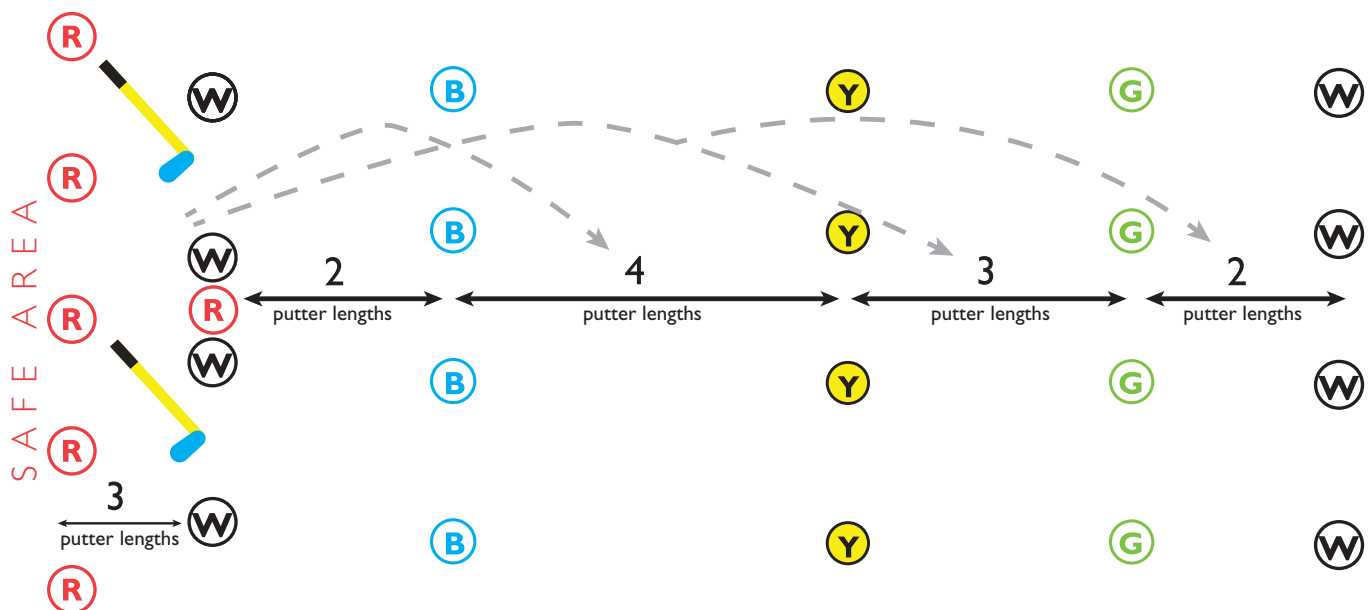 R
W B Y G W
R
SAFE AREA
B Y G W
W
2 4 3 2
R R
putter lengths putter lengths putter lengths putter lengths
W
B Y G W
R
3
W B Y G W
putter lengths
R